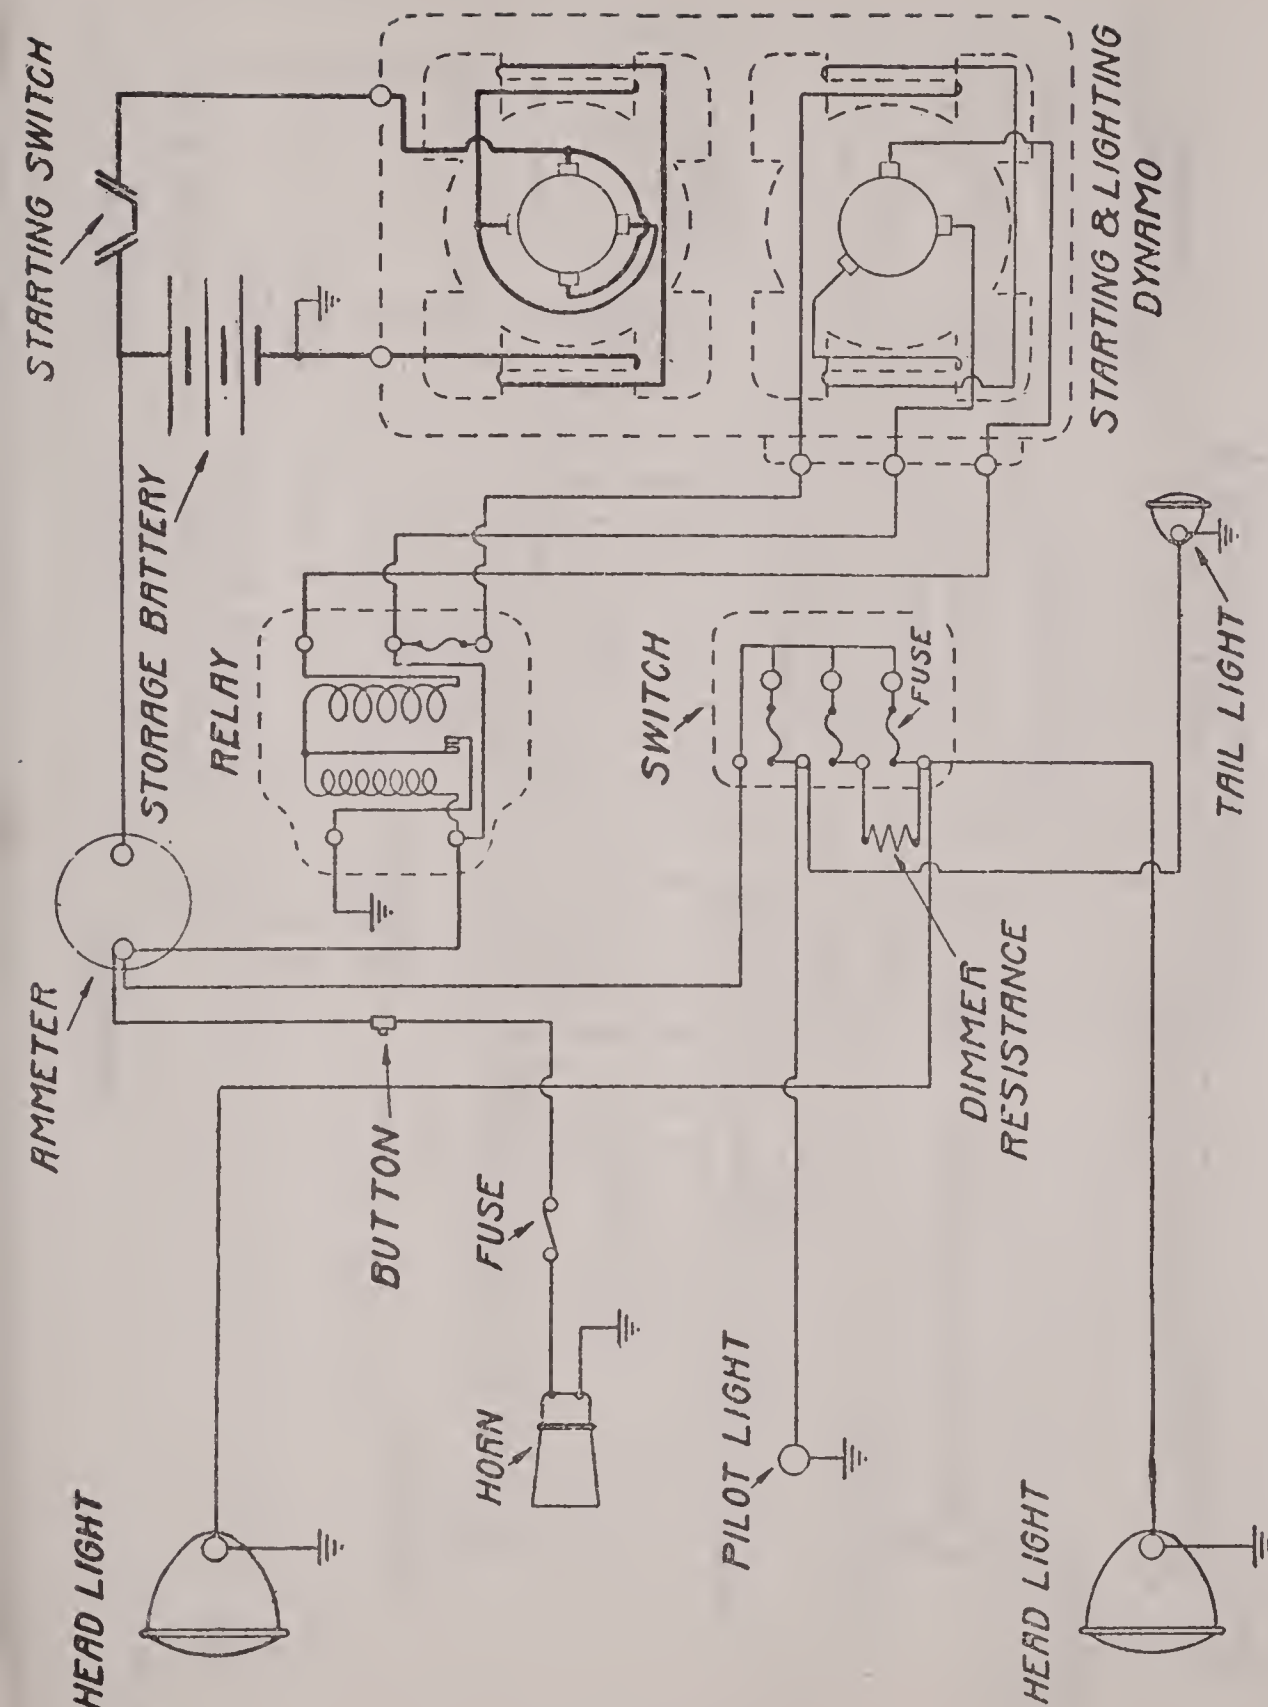 STARTING SWITCH
STORAGE BATTERY
AMMETER
HEAD LIGHT
RELAY
BUTTON
FUSE
HORN
SWITCH
FUSE
PILOT LIGHT
STARTING & LIGHTING
DYNAMO
DIMMER
RESISTANCE
TAIL LIGHT
HEAD LIGHT